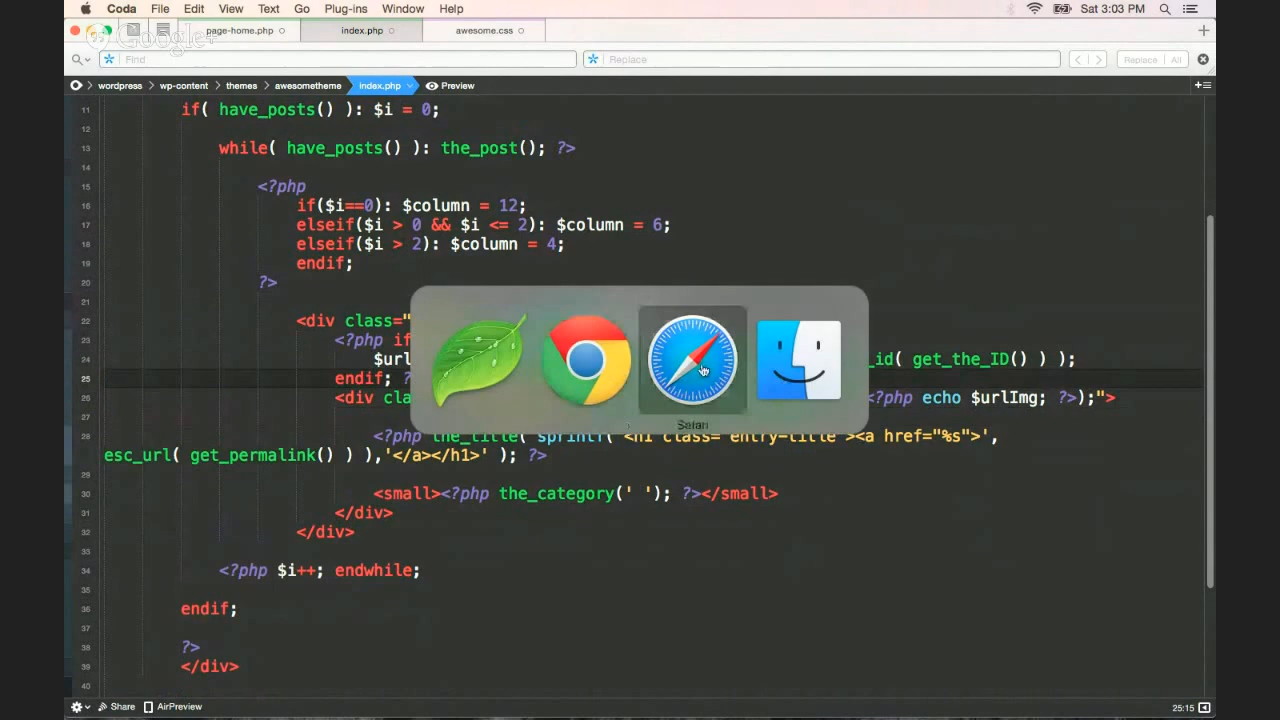 Coda File Edit View Text Go Plug-ins Window Help Sat 3:03 PM
page-home.php index.php awesome.css
Google+
Find Replace Replace All
wordpress wp-content themes awesometheme index.php Preview
11 if( have_posts() ): $i = 0;
12
13 while( have_posts() ): the_post(); ?>
14
15 <?php
16 if($i==0): $column = 12;
17 elseif($i > 0 && $i <= 2): $column = 6;
18 elseif($i > 2): $column = 4;
19 endif;
20 ?>
21
22 <div class="
23 <?php if
24 $url _id( get_the_ID() ) );
25 endif; ?
26 <div cla <?php echo $urlImg; ?>);">
27
28 <?php the_title( sprintf('<h1 class="entry-title"><a href="%s">',
esc_url( get_permalink() ) ),'</a></h1>' ); ?>
29
30 <small><?php the_category(' '); ?></small>
31 </div>
32 </div>
33
34 <?php $i++; endwhile;
35
36 endif;
37
38 ?>
39 </div>
40
Safari
Share AirPreview 25:15